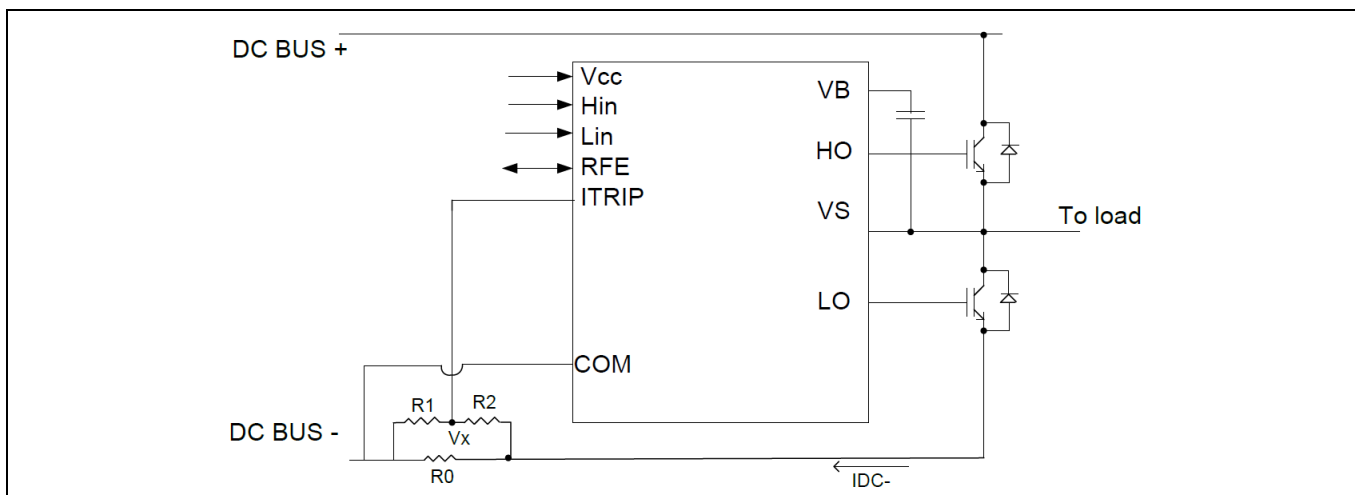 DC BUS +
Vcc
Hin
Lin
RFE
ITRIP
COM
VB
HO
VS
LO
To load
R1
R2
Vx
DC BUS -
R0
IDC-